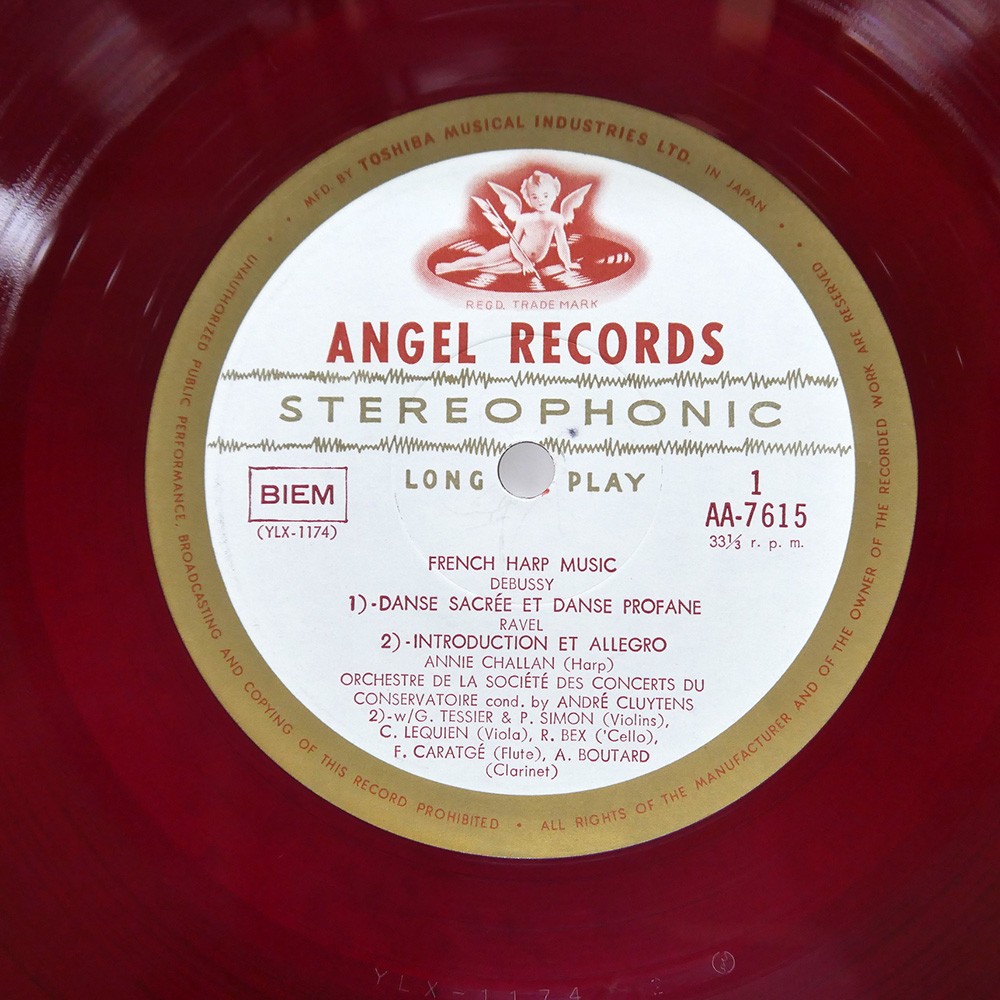 MFD. BY TOSHIBA MUSICAL INDUSTRIES LTD. IN JAPAN
REGD. TRADE MARK
ANGEL RECORDS
STEREOPHONIC
LONG PLAY
BIEM
(YLX-1174)
1
AA-7615
33⅓ r. p. m.
FRENCH HARP MUSIC
DEBUSSY
1)-DANSE SACRÉE ET DANSE PROFANE
RAVEL
2)-INTRODUCTION ET ALLEGRO
ANNIE CHALLAN (Harp)
ORCHESTRE DE LA SOCIÉTÉ DES CONCERTS DU
CONSERVATOIRE cond. by ANDRÉ CLUYTENS
2)-w/G. TESSIER & P. SIMON (Violins),
C. LEQUIEN (Viola), R. BEX ('Cello),
F. CARATGÉ (Flute), A. BOUTARD
(Clarinet)
UNAUTHORIZED PUBLIC PERFORMANCE, BROADCASTING AND COPYING OF THIS RECORD PROHIBITED • ALL RIGHTS OF THE MANUFACTURER AND OF THE OWNER OF THE RECORDED WORK ARE RESERVED
YLX-1174